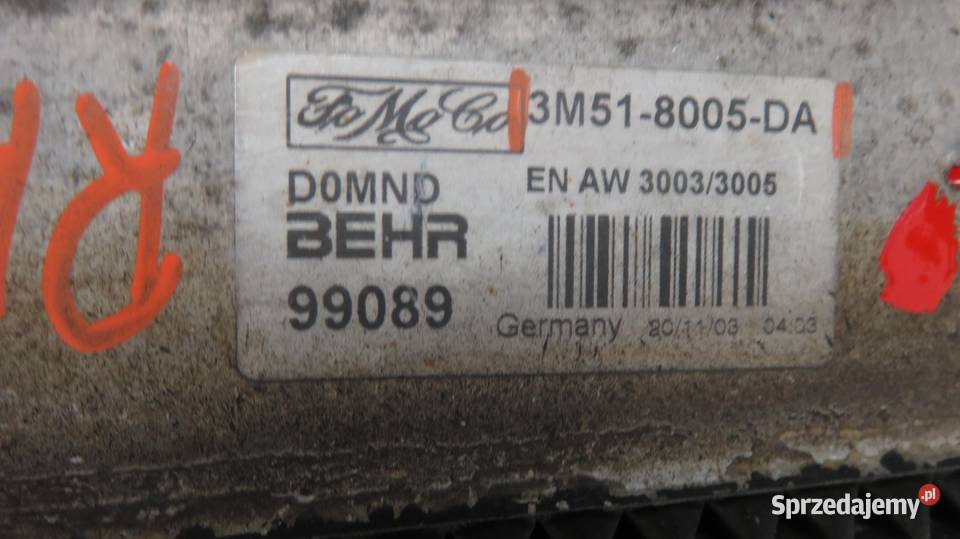 FoMoCo 3M51-8005-DA
D0MND EN AW 3003/3005
BEHR
99089
Germany 20/11/03 04:03
Sprzedajemy.pl